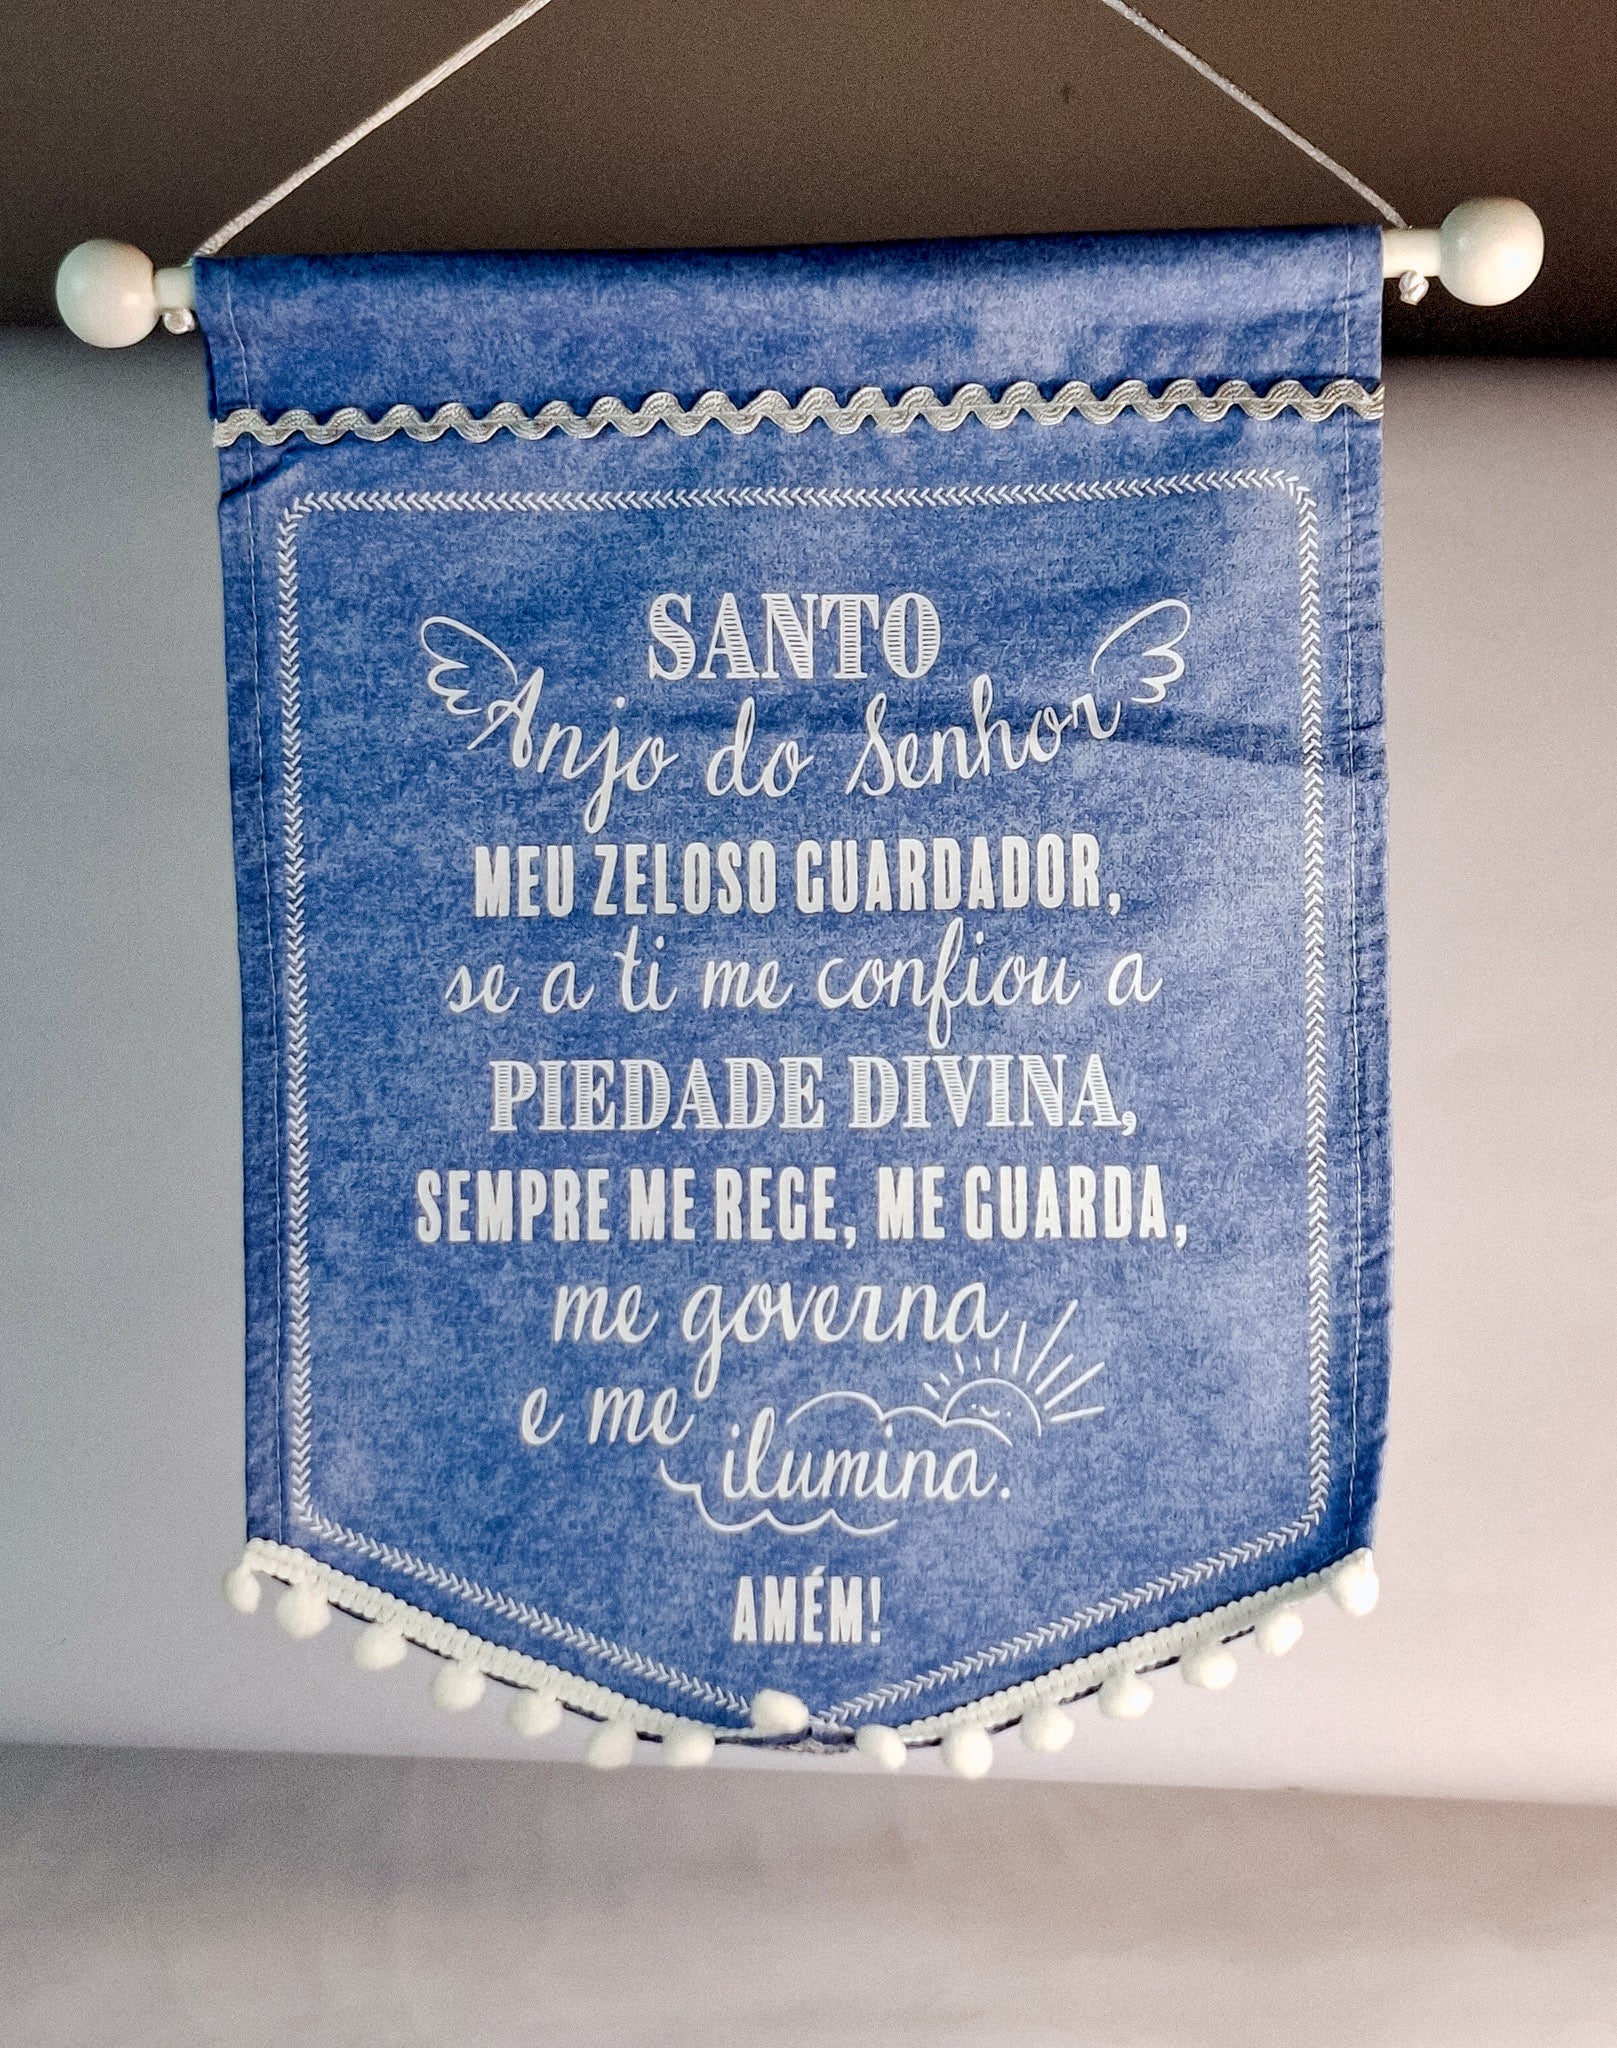 SANTO
Anjo do Senhor
MEU ZELOSO GUARDADOR,
se a ti me confiou a
PIEDADE DIVINA,
SEMPRE ME REGE, ME GUARDA,
me governa
e me ilumina.
AMÉM!